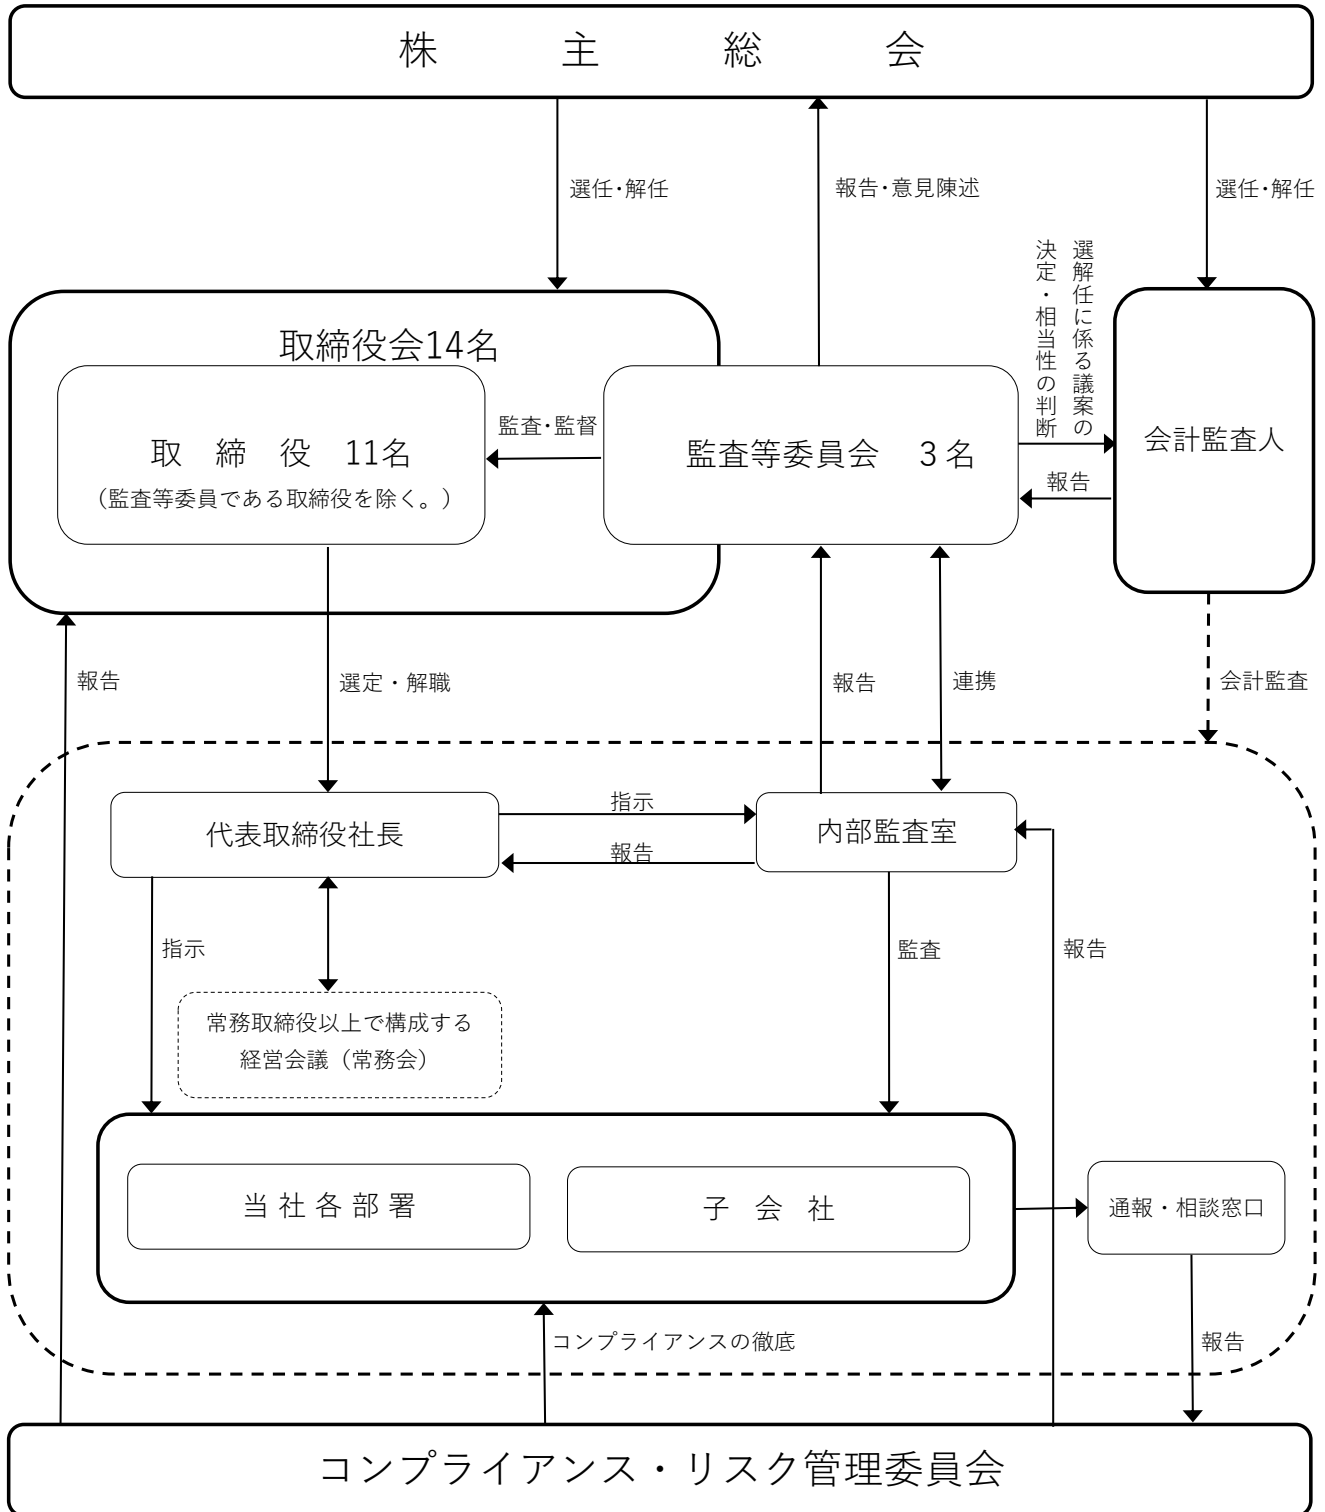 株主総会
選任・解任
報告・意見陳述
選任・解任
選解任に係る議案の
決定・相当性の判断
取締役会14名
取締役 11名
（監査等委員である取締役を除く。）
監査・監督
監査等委員会 3名
会計監査人
報告
報告
選定・解職
報告
連携
会計監査
代表取締役社長
指示
報告
内部監査室
指示
監査
報告
常務取締役以上で構成する
経営会議（常務会）
当社各部署
子会社
通報・相談窓口
コンプライアンスの徹底
報告
コンプライアンス・リスク管理委員会